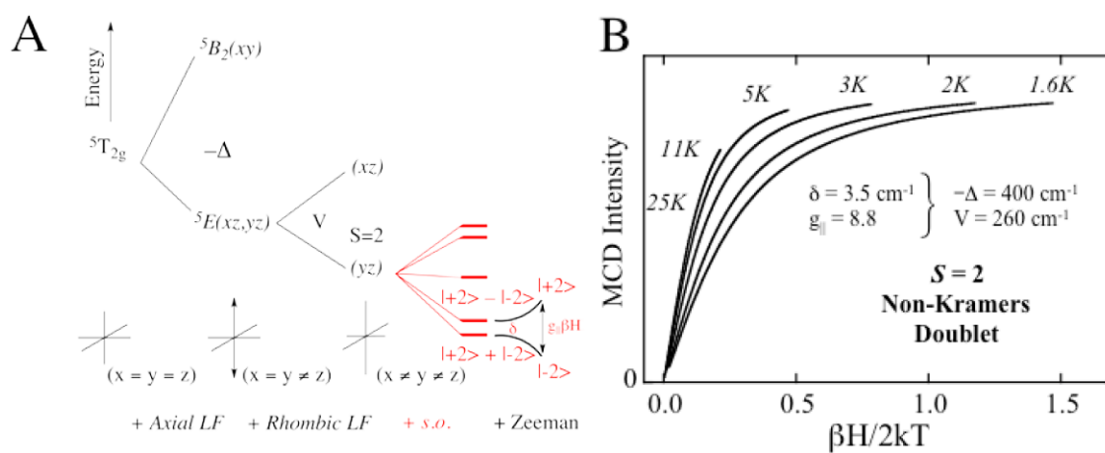 A
Energy
⁵B₂(xy)
⁵T₂g
−Δ
(xz)
⁵E(xz,yz)
V
S=2
(yz)
|+2> − |-2> |+2>
δ
g||βH
|+2> + |-2>
|-2>
(x = y = z)
(x = y ≠ z)
(x ≠ y ≠ z)
+ Axial LF + Rhombic LF + s.o. + Zeeman
B
MCD Intensity
5K 3K 2K 1.6K
11K
25K
δ = 3.5 cm⁻¹
g|| = 8.8
−Δ = 400 cm⁻¹
V = 260 cm⁻¹
S = 2
Non-Kramers
Doublet
0
0.0 0.5 1.0 1.5
βH/2kT